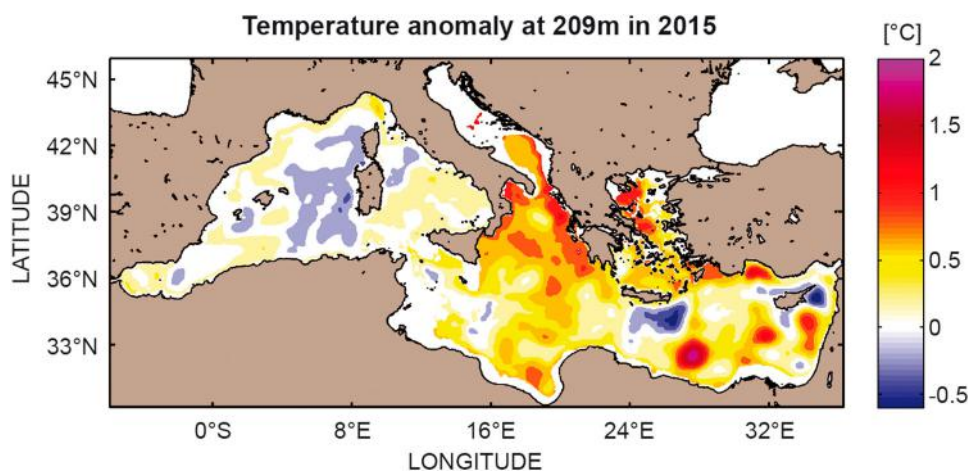 Temperature anomaly at 209m in 2015
[°C]
2
1.5
1
0.5
0
-0.5
45°N
42°N
39°N
36°N
33°N
LATITUDE
0°S
8°E
16°E
24°E
32°E
LONGITUDE